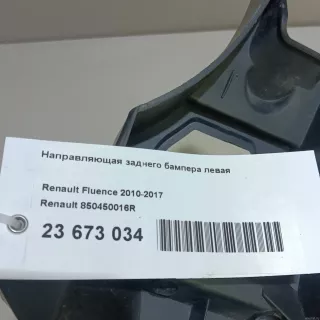 Направляющая заднего бампера левая
Renault Fluence 2010-2017
Renault 850450016R
23 673 034